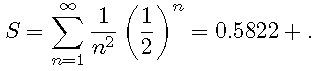 $S = \sum_{n=1}^{\infty} \frac{1}{n^2} \left( \frac{1}{2} \right)^n = 0.5822 + .$